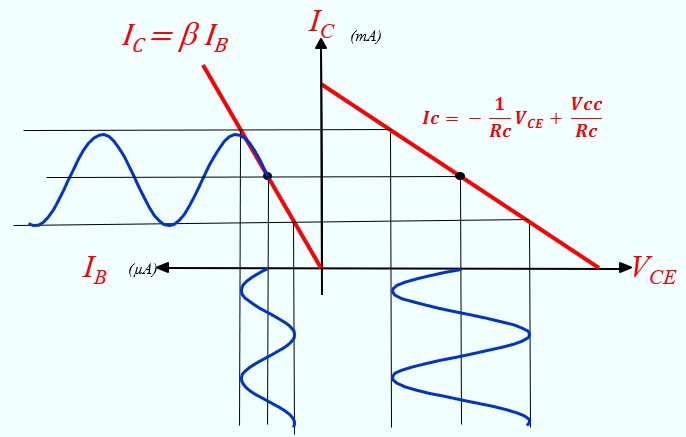 I_C = β I_B
I_C (mA)
Ic = − 1/Rc V_CE + Vcc/Rc
I_B (μA)
V_CE